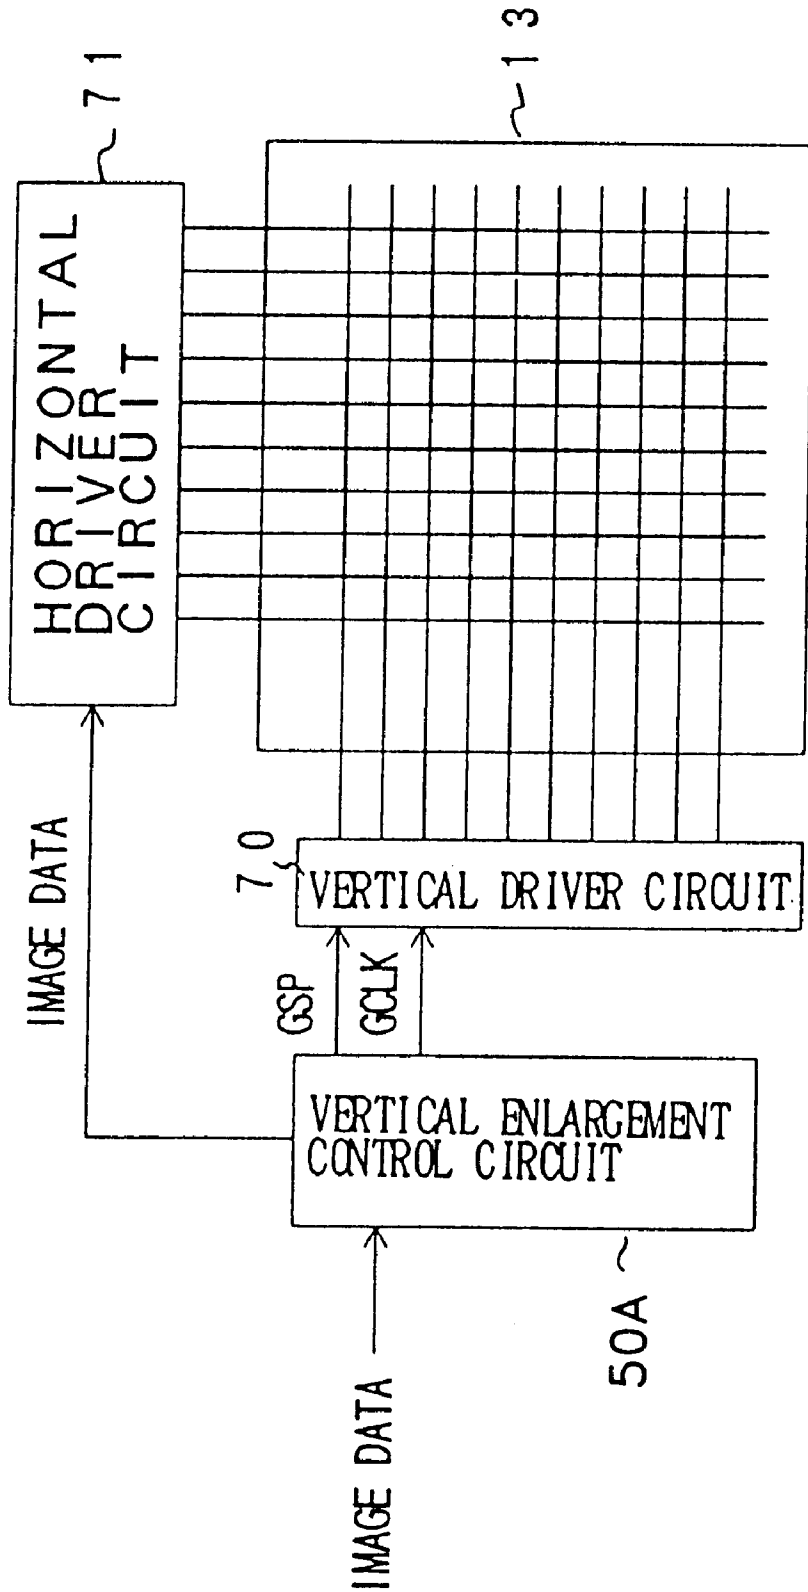 HORIZONTAL
DRIVER
CIRCUIT
71
13
IMAGE DATA
70
VERTICAL DRIVER CIRCUIT
GSP
GCLK
VERTICAL ENLARGEMENT
CONTROL CIRCUIT
50A
IMAGE DATA